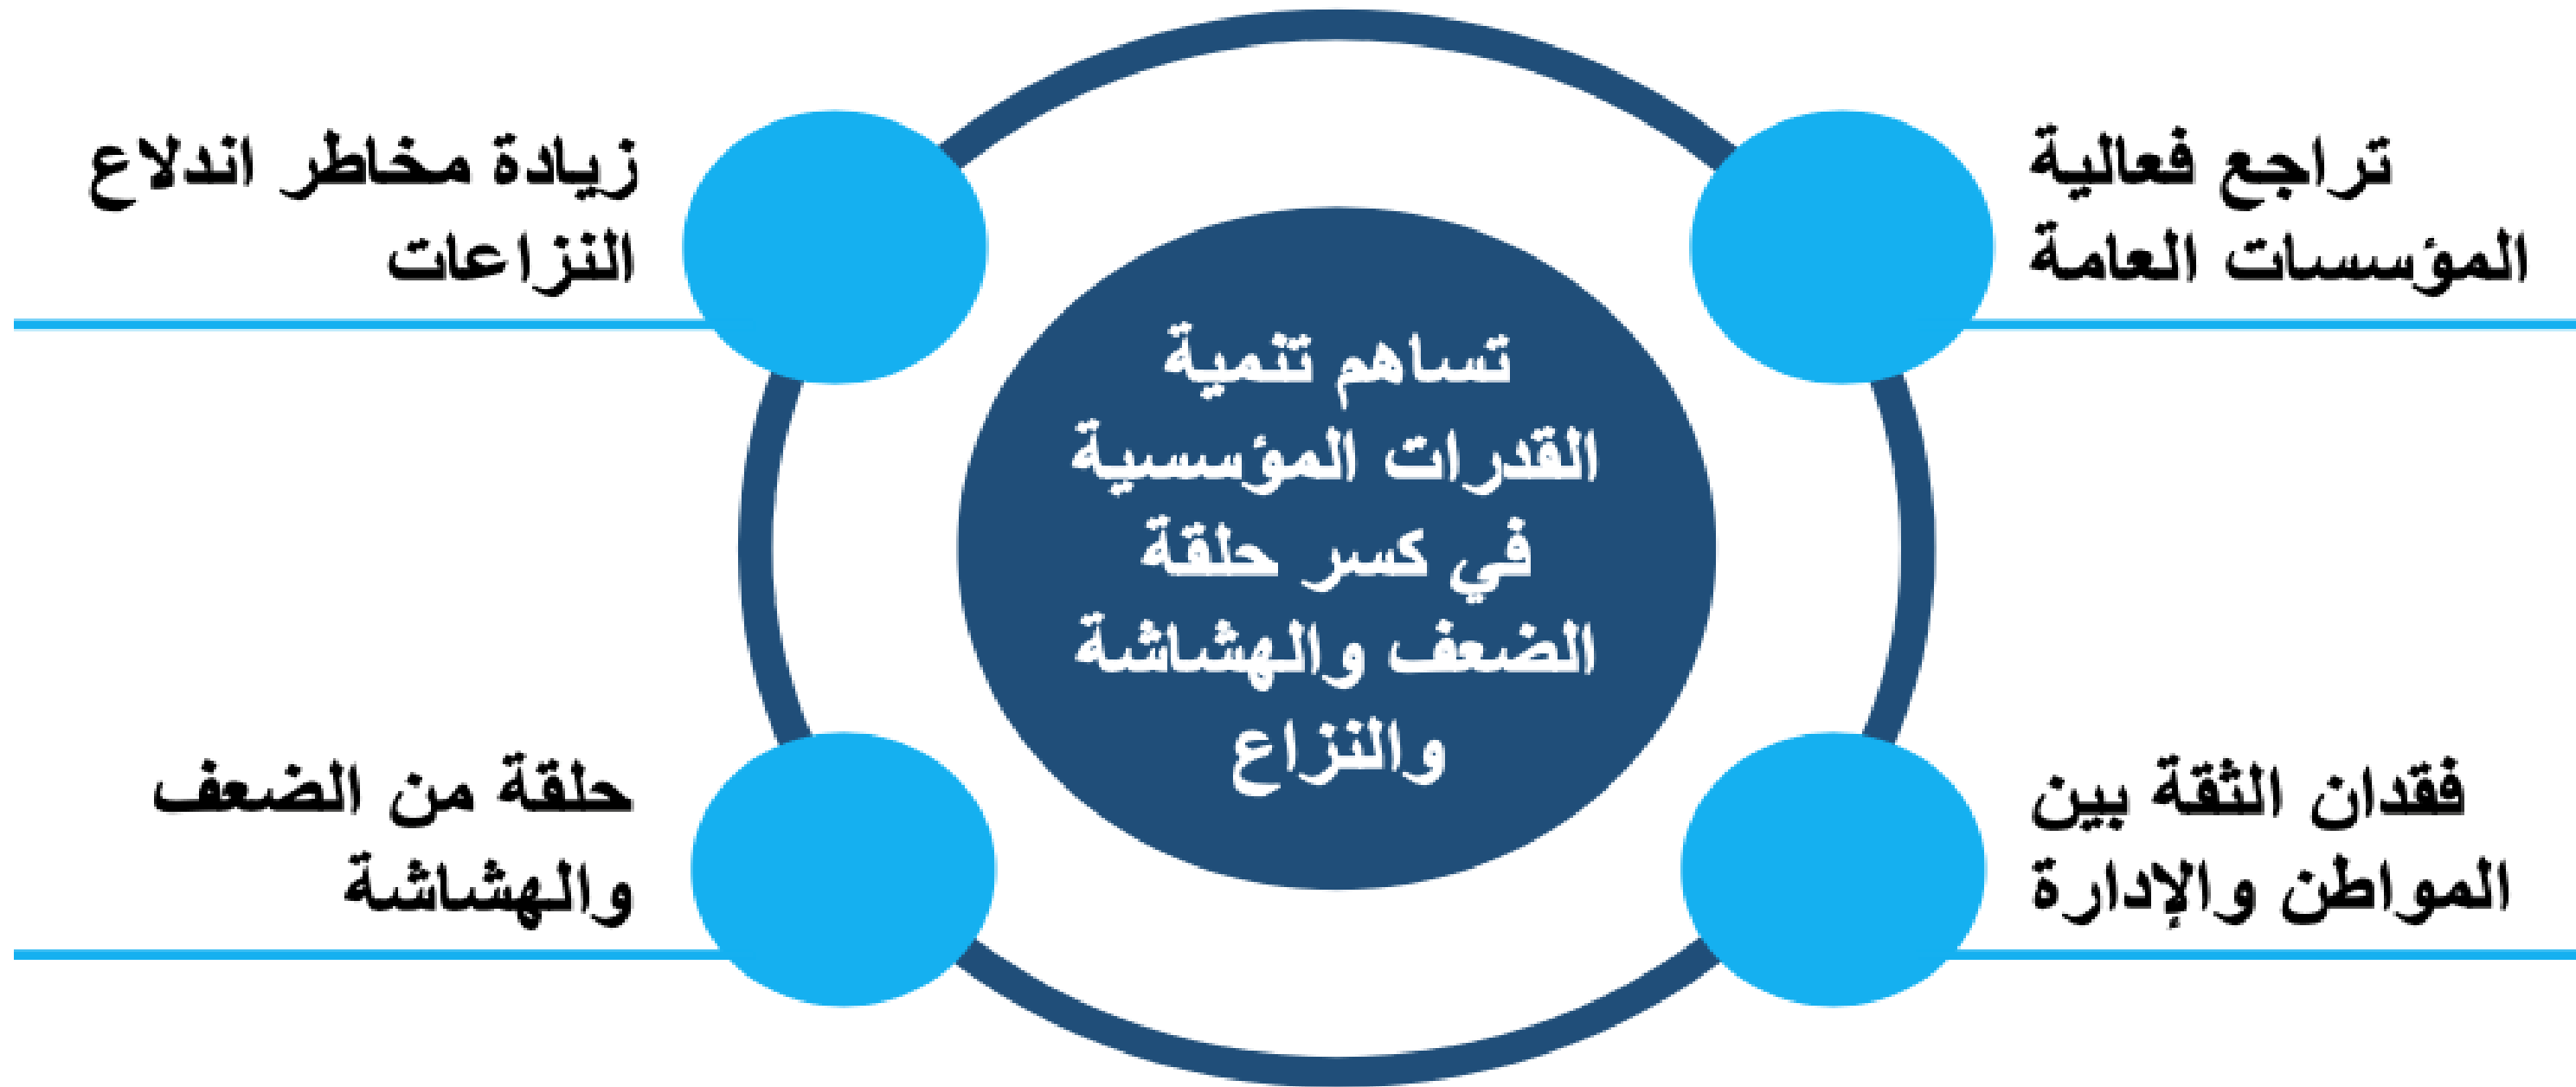 تراجع فعالية
المؤسسات العامة
فقدان الثقة بين
المواطن والإدارة
حلقة من الضعف
والهشاشة
زيادة مخاطر اندلاع
النزاعات
تساهم تنمية
القدرات المؤسسية
في كسر حلقة
الضعف والهشاشة
والنزاع